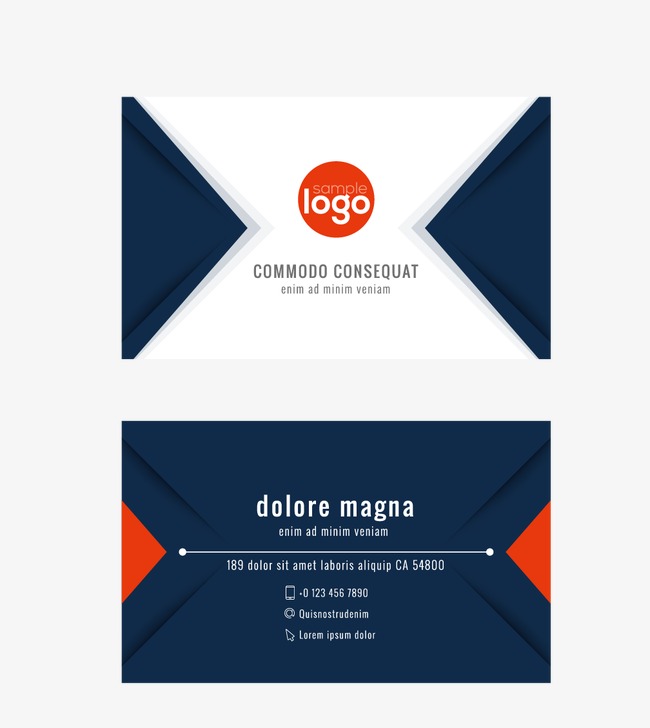 sample
logo
COMMODO CONSEQUAT
enim ad minim veniam
dolore magna
enim ad minim veniam
189 dolor sit amet laboris aliquip CA 54800
+0 123 456 7890
Quisnostrudenim
Lorem ipsum dolor